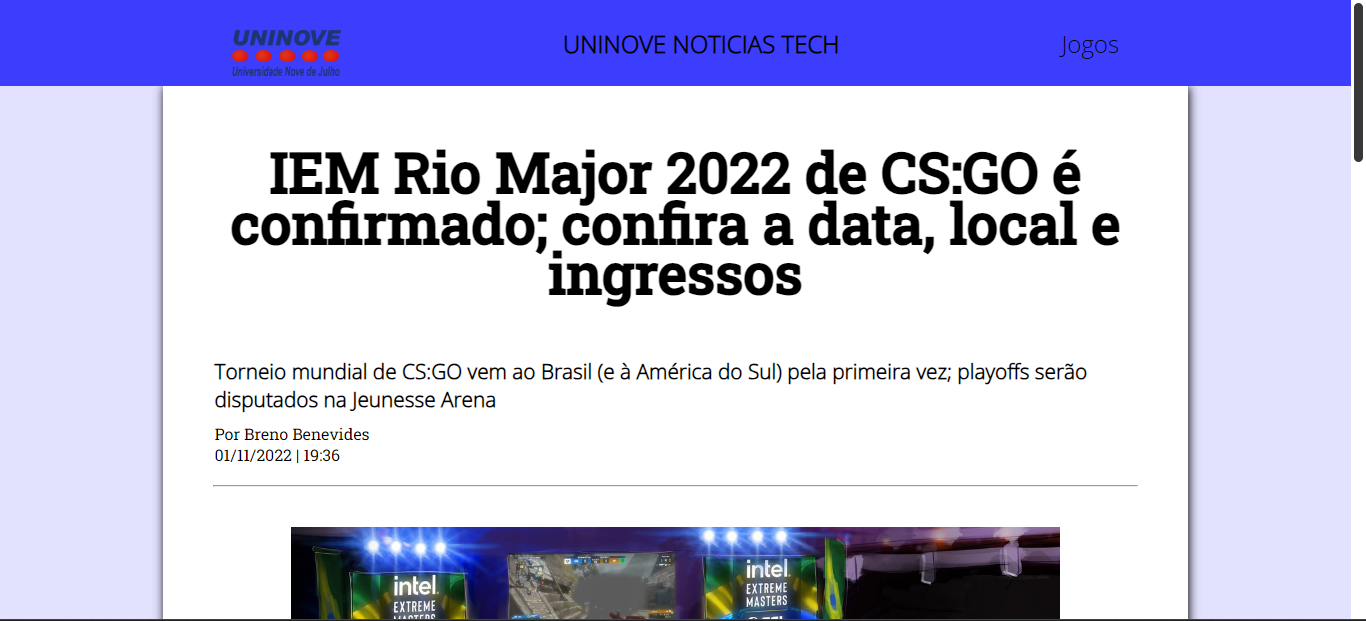 UNINOVE
Universidade Nove de Julho
UNINOVE NOTICIAS TECH
Jogos
IEM Rio Major 2022 de CS:GO é
confirmado; confira a data, local e
ingressos
Torneio mundial de CS:GO vem ao Brasil (e à América do Sul) pela primeira vez; playoffs serão
disputados na Jeunesse Arena
Por Breno Benevides
01/11/2022 | 19:36
intel
EXTREME
MASTERS
intel
EXTREME
MASTERS